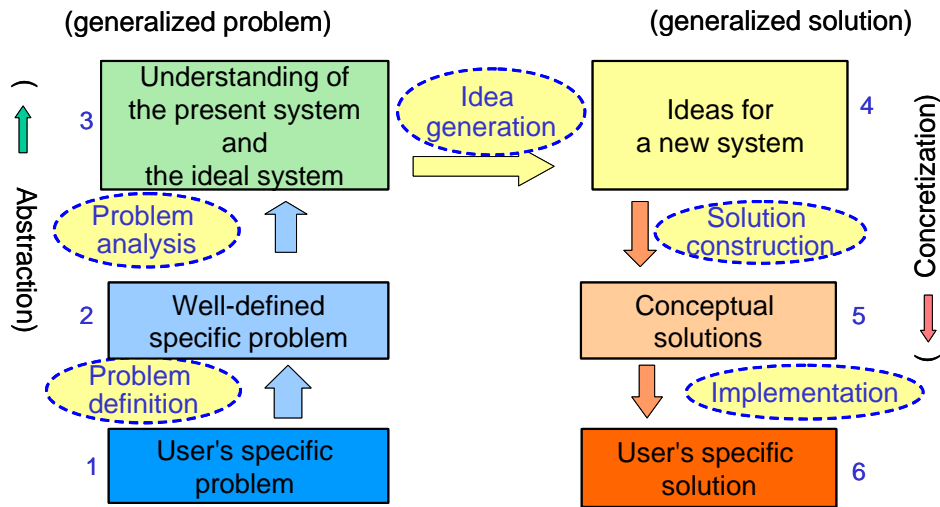 (generalized problem)
(generalized solution)
Understanding of
the present system
and
the ideal system
3
Idea
generation
Ideas for
a new system
4
( Abstraction)
Problem
analysis
Solution
construction
(Concretization)
2
Well-defined
specific problem
Conceptual
solutions
5
Problem
definition
Implementation
1
User's specific
problem
User's specific
solution
6